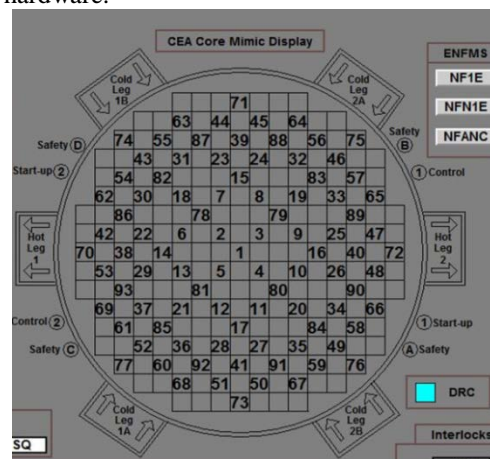 hardware.
CEA Core Mimic Display
ENFMS
NF1E
NFN1E
NFANC
Cold Leg 1B
Cold Leg 2A
71
63 44 45 64
74 55 87 39 88 56 75
Safety D
Safety B
43 31 23 24 32 46
Start-up 2
54 82 15 83 57
1 Control
62 30 18 7 8 19 33 65
86 78 79 89
Hot Leg 1
42 22 6 2 3 9 25 47
Hot Leg 2
70 38 14 1 16 40 72
53 29 13 5 4 10 26 48
93 81 80 90
69 37 21 12 11 20 34 66
Control 2
61 85 17 84 58
1 Start-up
Safety C
52 36 28 27 35 49
A Safety
77 60 92 41 91 59 76
68 51 50 67
73
DRC
Cold Leg 1A
Cold Leg 2B
Interlocks
SQ